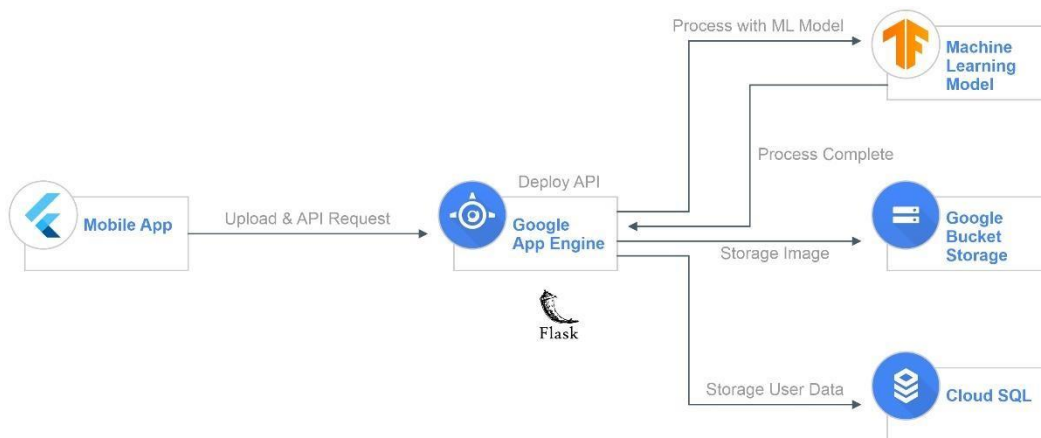 Process with ML Model
Machine
Learning
Model
Process Complete
Deploy API
Mobile App
Upload & API Request
Google
App Engine
Google
Bucket
Storage
Storage Image
Flask
Storage User Data
Cloud SQL